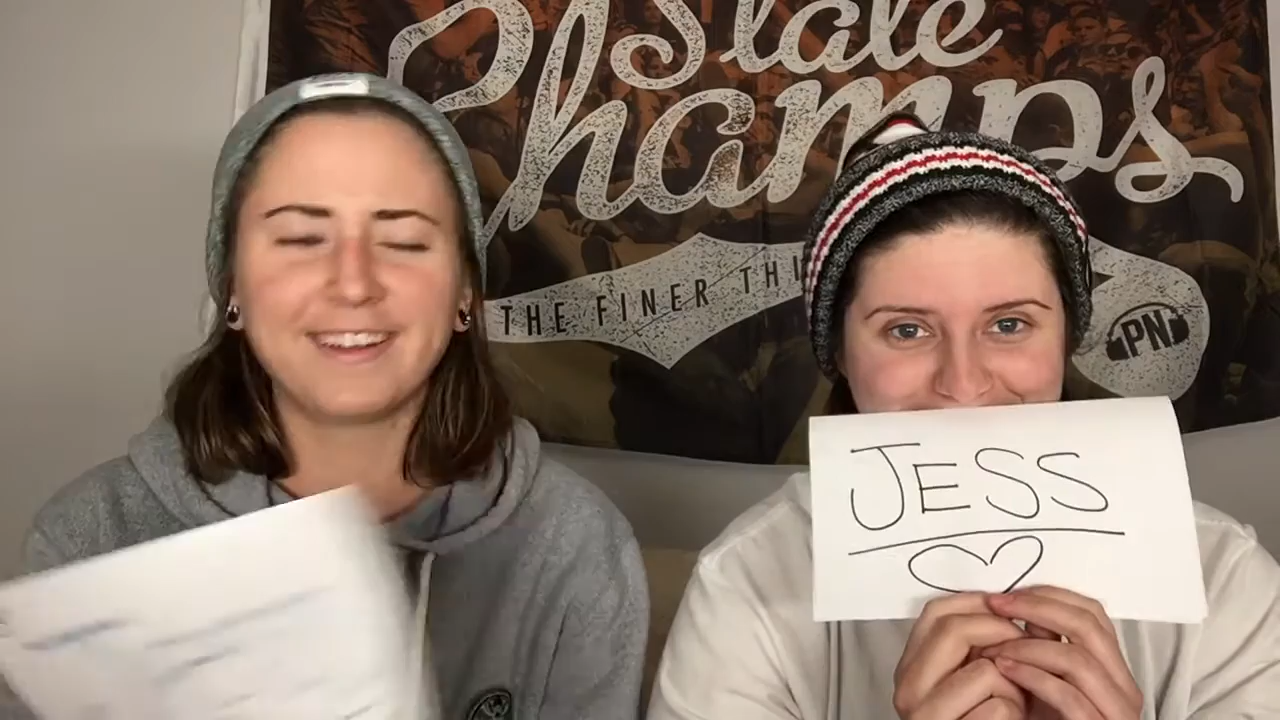 State
Champs
THE FINER THI
PN
JESS